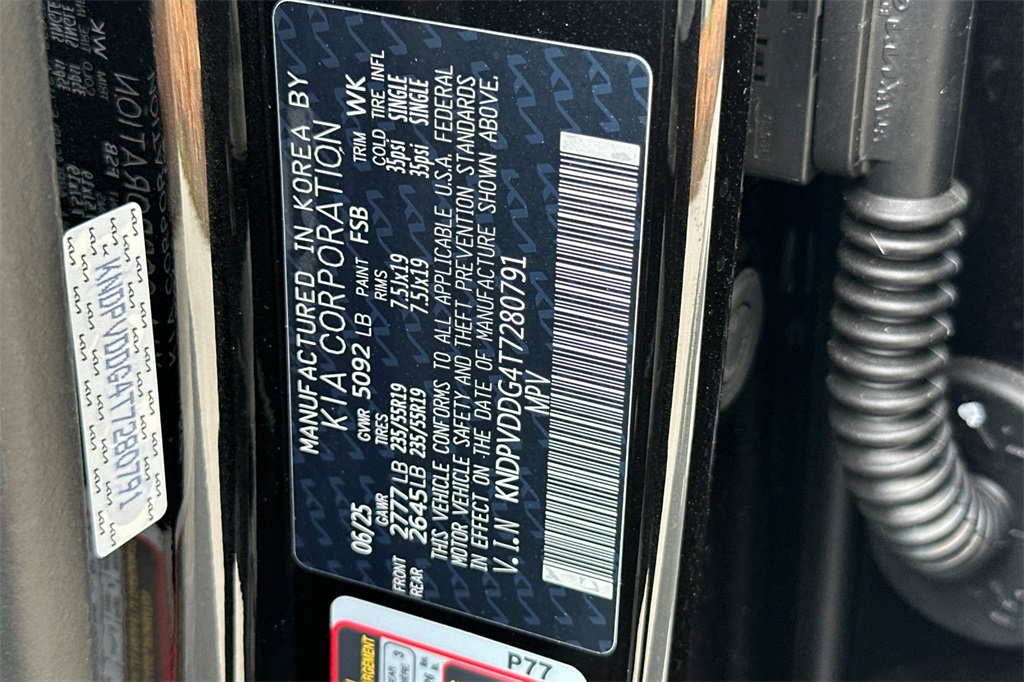 MANUFACTURED IN KOREA BY
KIA CORPORATION
06/25 GVWR 5092 LB PAINT FSB TRIM WK
GAWR TIRES RIMS COLD TIRE INFL
FRONT 2777 LB 235/55R19 7.5Jx19 35psi SINGLE
REAR 2645 LB 235/55R19 7.5Jx19 35psi SINGLE
THIS VEHICLE CONFORMS TO ALL APPLICABLE U.S.A. FEDERAL
MOTOR VEHICLE SAFETY AND THEFT PREVENTION STANDARDS
IN EFFECT ON THE DATE OF MANUFACTURE SHOWN ABOVE.
V.I.N KNDPVDDG4T7280791
MPV
KNDPVDDG4T7280791
P77